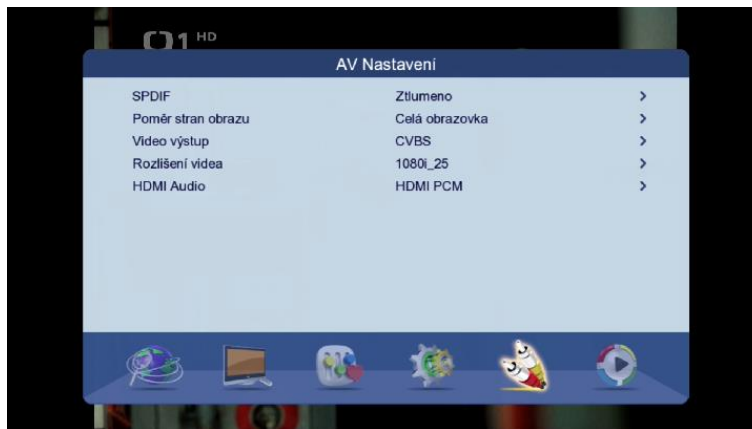 1 HD
AV Nastavení
SPDIF Ztlumeno >
Poměr stran obrazu Celá obrazovka >
Video výstup CVBS >
Rozlišení videa 1080i_25 >
HDMI Audio HDMI PCM >